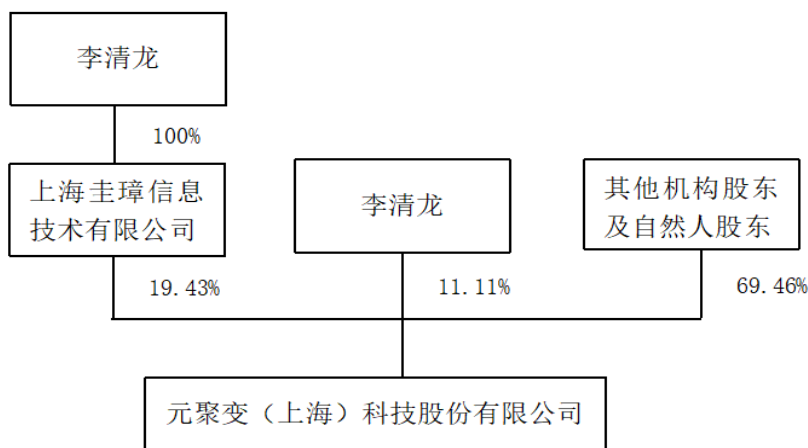 李清龙
100%
上海圭璋信息
技术有限公司
李清龙
其他机构股东
及自然人股东
19.43%
11.11%
69.46%
元聚变（上海）科技股份有限公司